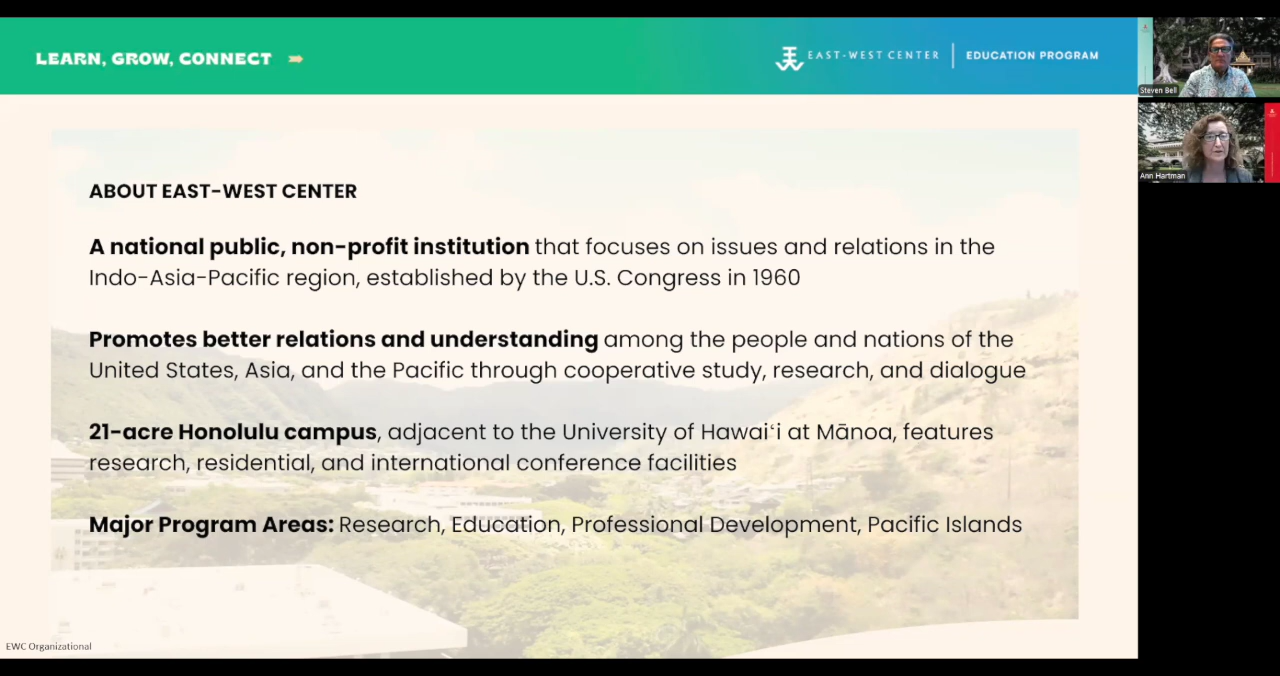 LEARN, GROW, CONNECT
EAST-WEST CENTER
EDUCATION PROGRAM
ABOUT EAST-WEST CENTER
A national public, non-profit institution that focuses on issues and relations in the
Indo-Asia-Pacific region, established by the U.S. Congress in 1960
Promotes better relations and understanding among the people and nations of the
United States, Asia, and the Pacific through cooperative study, research, and dialogue
21-acre Honolulu campus, adjacent to the University of Hawaiʻi at Mānoa, features
research, residential, and international conference facilities
Major Program Areas: Research, Education, Professional Development, Pacific Islands
EWC Organizational
Steven Bell
Ann Hartman